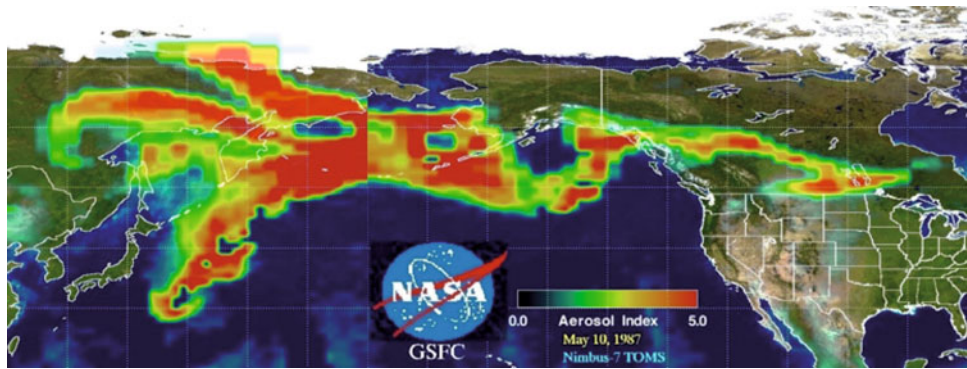 NASA
GSFC
0.0 Aerosol Index 5.0
May 10, 1987
Nimbus-7 TOMS